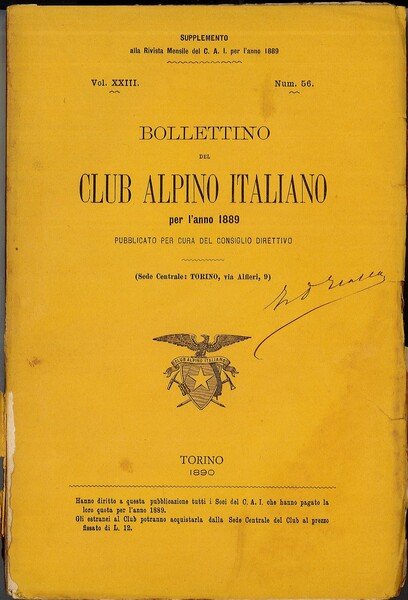 SUPPLEMENTO
alla Rivista Mensile del C. A. I. per l'anno 1889
Vol. XXIII.
Num. 56.
BOLLETTINO
DEL
CLUB ALPINO ITALIANO
per l'anno 1889
PUBBLICATO PER CURA DEL CONSIGLIO DIRETTIVO
(Sede Centrale: TORINO, via Alfieri, 9)
CLUB ALPINO ITALIANO
TORINO
1890
Hanno diritto a questa pubblicazione tutti i Soci del C. A. I. che hanno pagato la
loro quota per l'anno 1889.
Gli estranei al Club potranno acquistarla dalla Sede Centrale del Club al prezzo
fissato di L. 12.